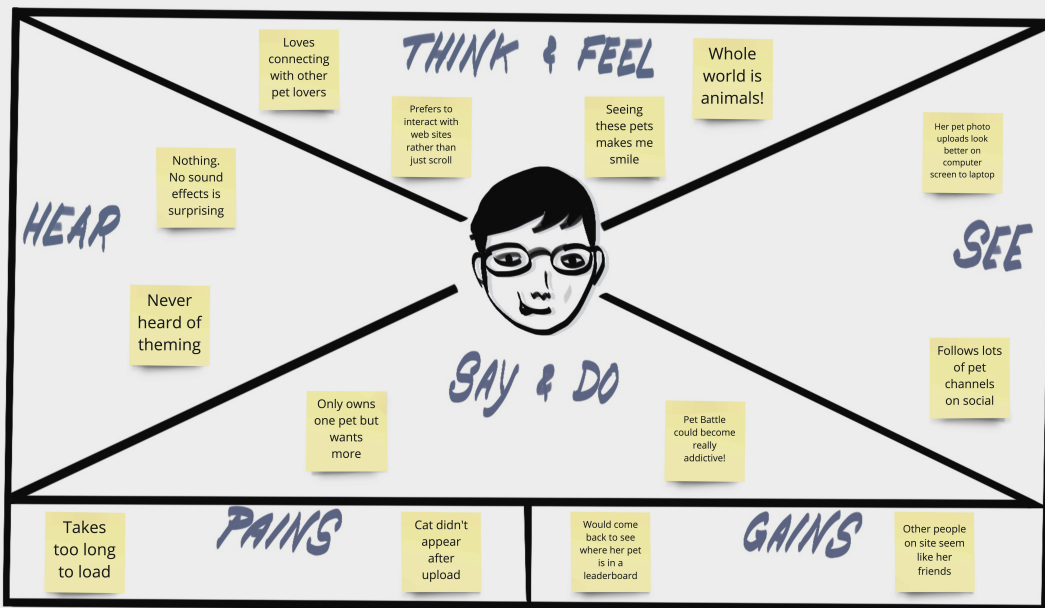 THINK & FEEL
Loves
connecting
with other
pet lovers
Prefers to
interact with
web sites
rather than
just scroll
Seeing
these pets
makes me
smile
Whole
world is
animals!
HEAR
Nothing.
No sound
effects is
surprising
Never
heard of
theming
SEE
Her pet photo
uploads look
better on
computer
screen to laptop
Follows lots
of pet
channels
on social
SAY & DO
Only owns
one pet but
wants
more
Pet Battle
could become
really
addictive!
PAINS
Takes
too long
to load
Cat didn't
appear
after
upload
GAINS
Would come
back to see
where her pet
is in a
leaderboard
Other people
on site seem
like her
friends